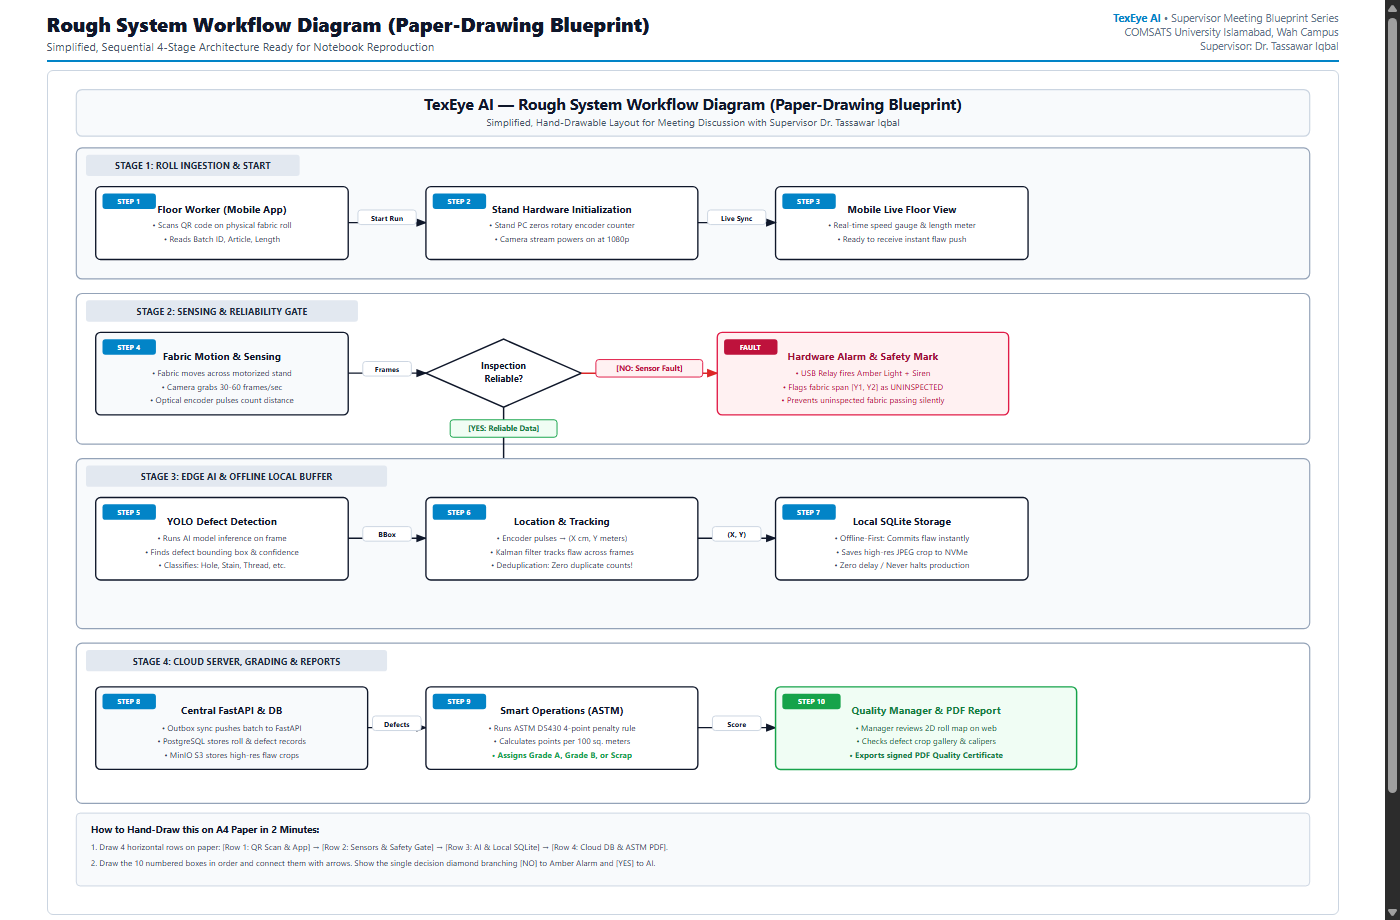 Rough System Workflow Diagram (Paper-Drawing Blueprint)
Simplified, Sequential 4-Stage Architecture Ready for Notebook Reproduction
TexEye AI • Supervisor Meeting Blueprint Series
COMSATS University Islamabad, Wah Campus
Supervisor: Dr. Tassawar Iqbal
TexEye AI — Rough System Workflow Diagram (Paper-Drawing Blueprint)
Simplified, Hand-Drawable Layout for Meeting Discussion with Supervisor Dr. Tassawar Iqbal
STAGE 1: ROLL INGESTION & START
STEP 1
Floor Worker (Mobile App)
• Scans QR code on physical fabric roll
• Reads Batch ID, Article, Length
Start Run
STEP 2
Stand Hardware Initialization
• Stand PC zeros rotary encoder counter
• Camera stream powers on at 1080p
Live Sync
STEP 3
Mobile Live Floor View
• Real-time speed gauge & length meter
• Ready to receive instant flaw push
STAGE 2: SENSING & RELIABILITY GATE
STEP 4
Fabric Motion & Sensing
• Fabric moves across motorized stand
• Camera grabs 30-60 frames/sec
• Optical encoder pulses count distance
Frames
Inspection
Reliable?
[NO: Sensor Fault]
FAULT
Hardware Alarm & Safety Mark
• USB Relay fires Amber Light + Siren
• Flags fabric span [Y1, Y2] as UNINSPECTED
• Prevents uninspected fabric passing silently
[YES: Reliable Data]
STAGE 3: EDGE AI & OFFLINE LOCAL BUFFER
STEP 5
YOLO Defect Detection
• Runs AI model inference on frame
• Finds defect bounding box & confidence
• Classifies: Hole, Stain, Thread, etc.
BBox
STEP 6
Location & Tracking
• Encoder pulses → (X cm, Y meters)
• Kalman filter tracks flaw across frames
• Deduplication: Zero duplicate counts!
(X, Y)
STEP 7
Local SQLite Storage
• Offline-First: Commits flaw instantly
• Saves high-res JPEG crop to NVMe
• Zero delay / Never halts production
STAGE 4: CLOUD SERVER, GRADING & REPORTS
STEP 8
Central FastAPI & DB
• Outbox sync pushes batch to FastAPI
• PostgreSQL stores roll & defect records
• MinIO S3 stores high-res flaw crops
Defects
STEP 9
Smart Operations (ASTM)
• Runs ASTM D5430 4-point penalty rule
• Calculates points per 100 sq. meters
• Assigns Grade A, Grade B, or Scrap
Score
STEP 10
Quality Manager & PDF Report
• Manager reviews 2D roll map on web
• Checks defect crop gallery & calipers
• Exports signed PDF Quality Certificate
How to Hand-Draw this on A4 Paper in 2 Minutes:
1. Draw 4 horizontal rows on paper: [Row 1: QR Scan & App] → [Row 2: Sensors & Safety Gate] → [Row 3: AI & Local SQLite] → [Row 4: Cloud DB & ASTM PDF].
2. Draw the 10 numbered boxes in order and connect them with arrows. Show the single decision diamond branching [NO] to Amber Alarm and [YES] to AI.